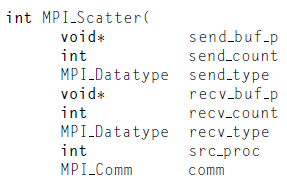 int MPI_Scatter(
void* send_buf_p
int send_count
MPI_Datatype send_type
void* recv_buf_p
int recv_count
MPI_Datatype recv_type
int src_proc
MPI_Comm comm